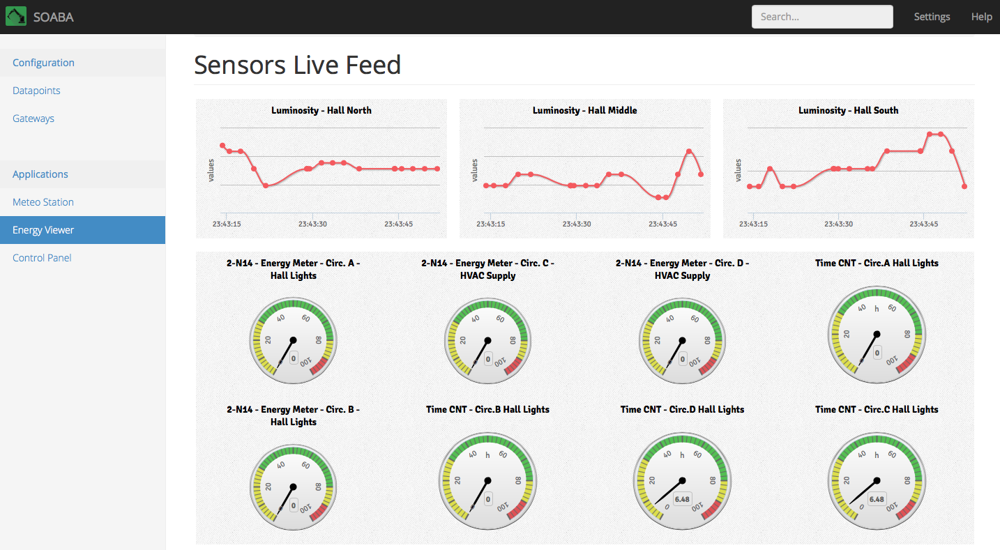 SOABA
Search...
Settings
Help
Configuration
Datapoints
Gateways
Applications
Meteo Station
Energy Viewer
Control Panel
Sensors Live Feed
Luminosity - Hall North
values
23:43:15
23:43:30
23:43:45
Luminosity - Hall Middle
values
23:43:15
23:43:30
23:43:45
Luminosity - Hall South
values
23:43:15
23:43:30
23:43:45
2-N14 - Energy Meter - Circ. A -
Hall Lights
0
20
40
60
80
100
0
2-N14 - Energy Meter - Circ. C -
HVAC Supply
0
20
40
60
80
100
0
2-N14 - Energy Meter - Circ. D -
HVAC Supply
0
20
40
60
80
100
0
Time CNT - Circ.A Hall Lights
0
20
40
h
60
80
100
0
2-N14 - Energy Meter - Circ. B -
Hall Lights
0
20
40
60
80
100
0
Time CNT - Circ.B Hall Lights
0
20
40
h
60
80
100
0
Time CNT - Circ.D Hall Lights
0
20
40
h
60
80
100
6.48
Time CNT - Circ.C Hall Lights
0
20
40
h
60
80
100
6.48